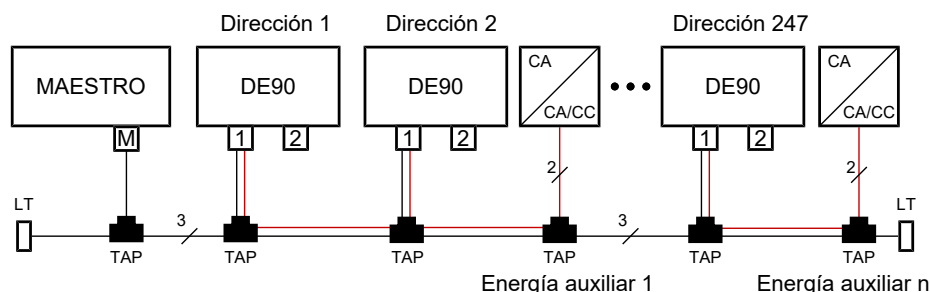 Dirección 1
Dirección 2
Dirección 247
MAESTRO
DE90
DE90
CA
CA/CC
DE90
CA
CA/CC
M
1
2
1
2
1
2
2
2
LT
3
3
LT
TAP
TAP
TAP
TAP
TAP
TAP
Energía auxiliar 1
Energía auxiliar n